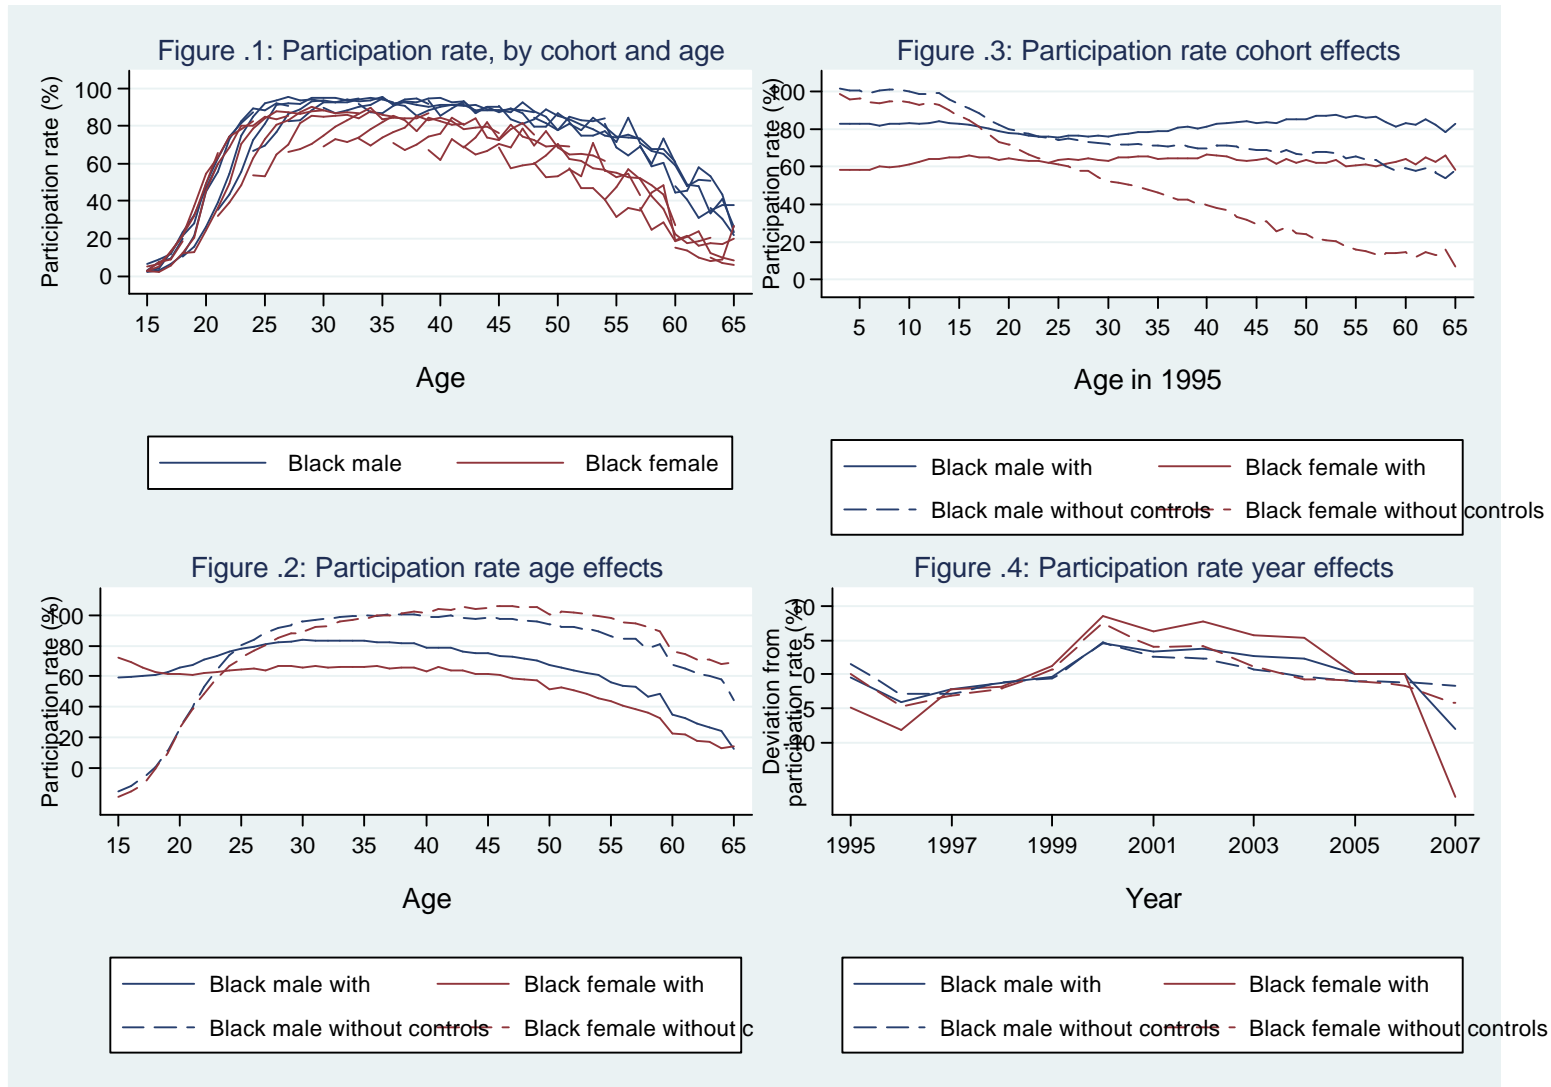 Figure .1: Participation rate, by cohort and age
Participation rate (%)
100
80
60
40
20
0
15 20 25 30 35 40 45 50 55 60 65
Age
Black male Black female
Figure .3: Participation rate cohort effects
Participation rate (%)
100
80
60
40
20
0
5 10 15 20 25 30 35 40 45 50 55 60 65
Age in 1995
Black male with Black female with
Black male without controls Black female without controls
Figure .2: Participation rate age effects
Participation rate (%)
100
80
60
40
20
0
15 20 25 30 35 40 45 50 55 60 65
Age
Black male with Black female with
Black male without controls Black female without c
Figure .4: Participation rate year effects
Deviation from
participation rate (%)
10
5
0
-5
-10
1995 1997 1999 2001 2003 2005 2007
Year
Black male with Black female with
Black male without controls Black female without controls